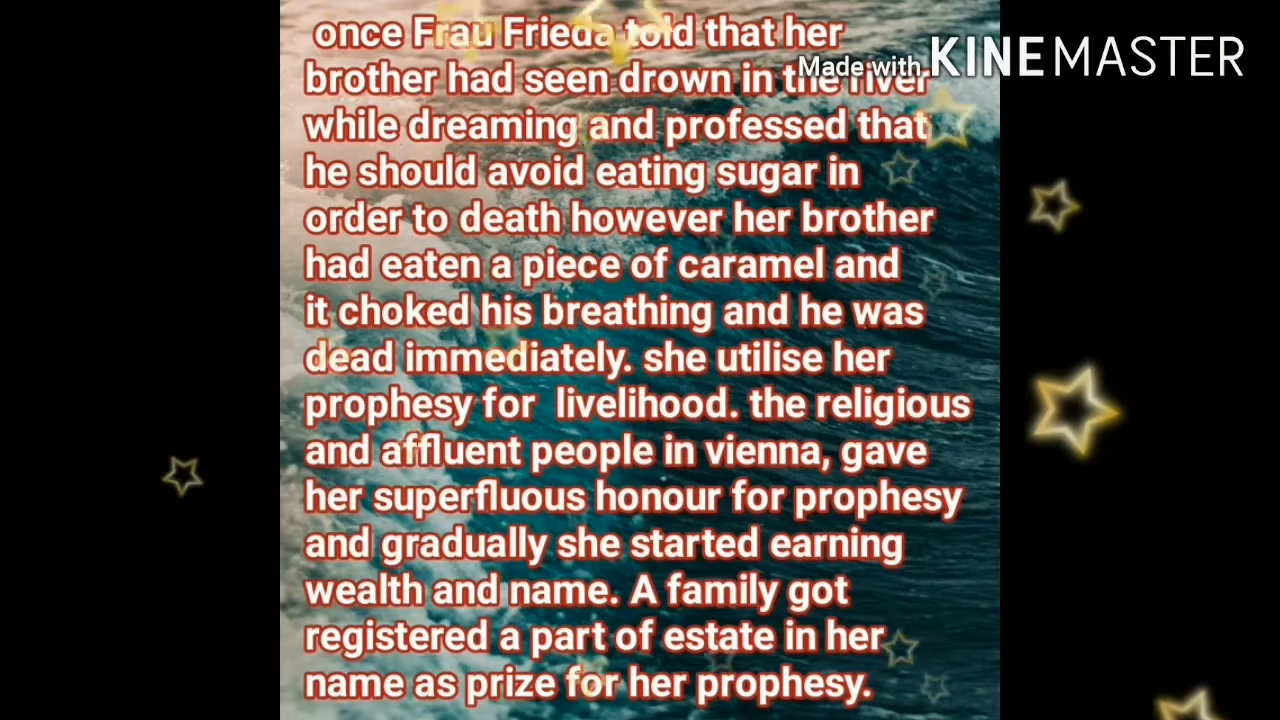 once Frau Frieda told that her
Made with KINEMASTER
brother had seen drown in the river
while dreaming and professed that
he should avoid eating sugar in
order to death however her brother
had eaten a piece of caramel and
it choked his breathing and he was
dead immediately. she utilise her
prophesy for livelihood. the religious
and affluent people in vienna, gave
her superfluous honour for prophesy
and gradually she started earning
wealth and name. A family got
registered a part of estate in her
name as prize for her prophesy.